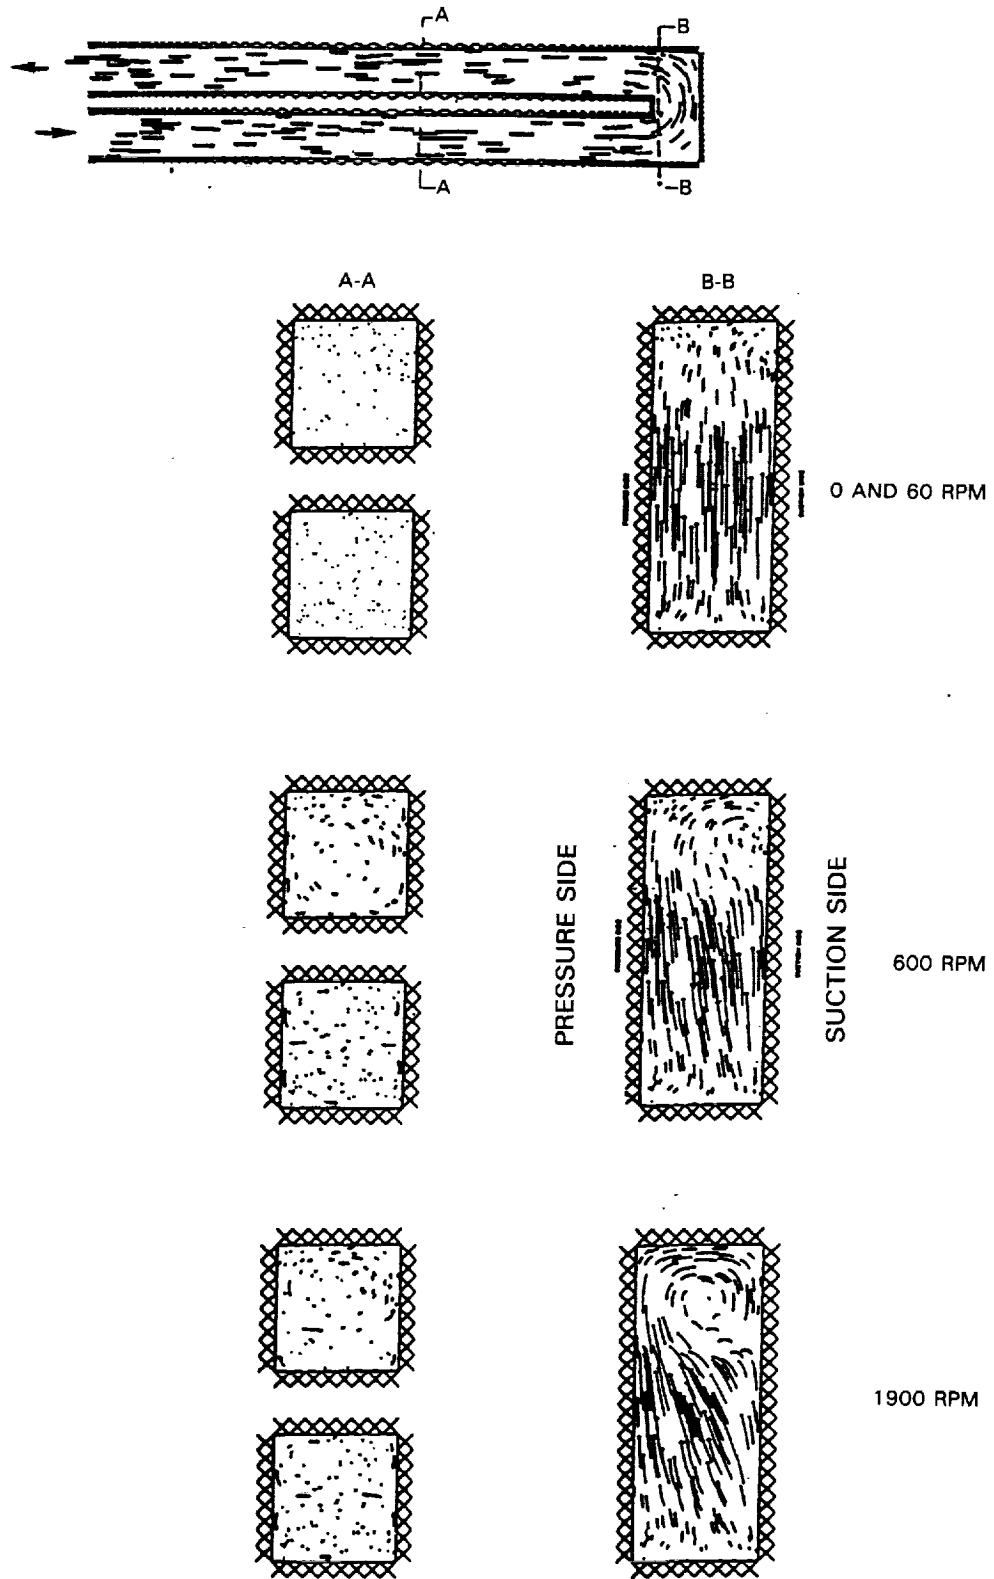 A
B
A
B
A-A
B-B
0 AND 60 RPM
PRESSURE SIDE
SUCTION SIDE
600 RPM
1900 RPM